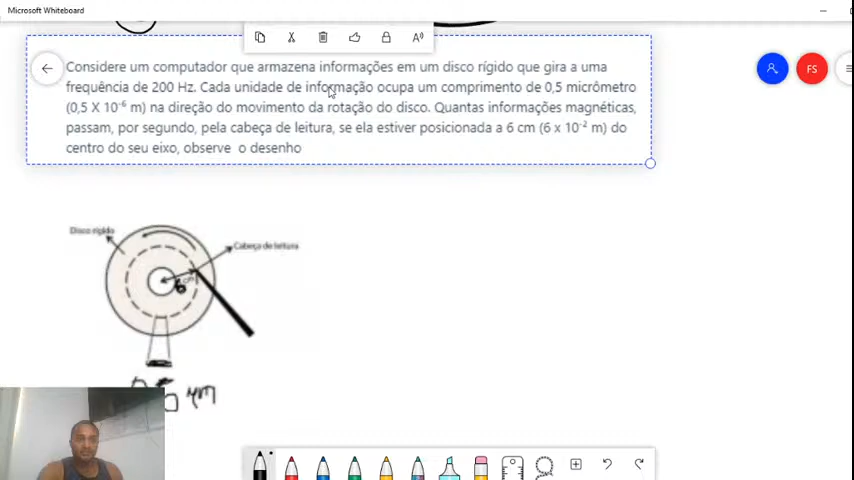 Microsoft Whiteboard
Considere um computador que armazena informações em um disco rígido que gira a uma
frequência de 200 Hz. Cada unidade de informação ocupa um comprimento de 0,5 micrômetro
(0,5 X 10⁻⁶ m) na direção do movimento da rotação do disco. Quantas informações magnéticas,
passam, por segundo, pela cabeça de leitura, se ela estiver posicionada a 6 cm (6 x 10⁻² m) do
centro do seu eixo, observe o desenho
FS
Disco rígido
Cabeça de leitura
6 cm